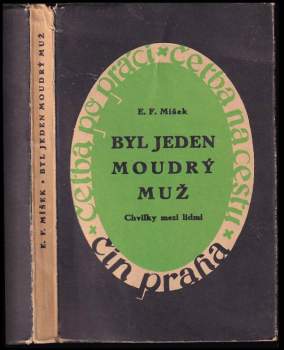 E. F. MÍŠEK • BYL JEDEN MOUDRÝ MUŽ
četba po práci • četba na cestu •
E. F. Míšek
BYL JEDEN
MOUDRÝ
MUŽ
Chvilky mezi lidmi
čin praha